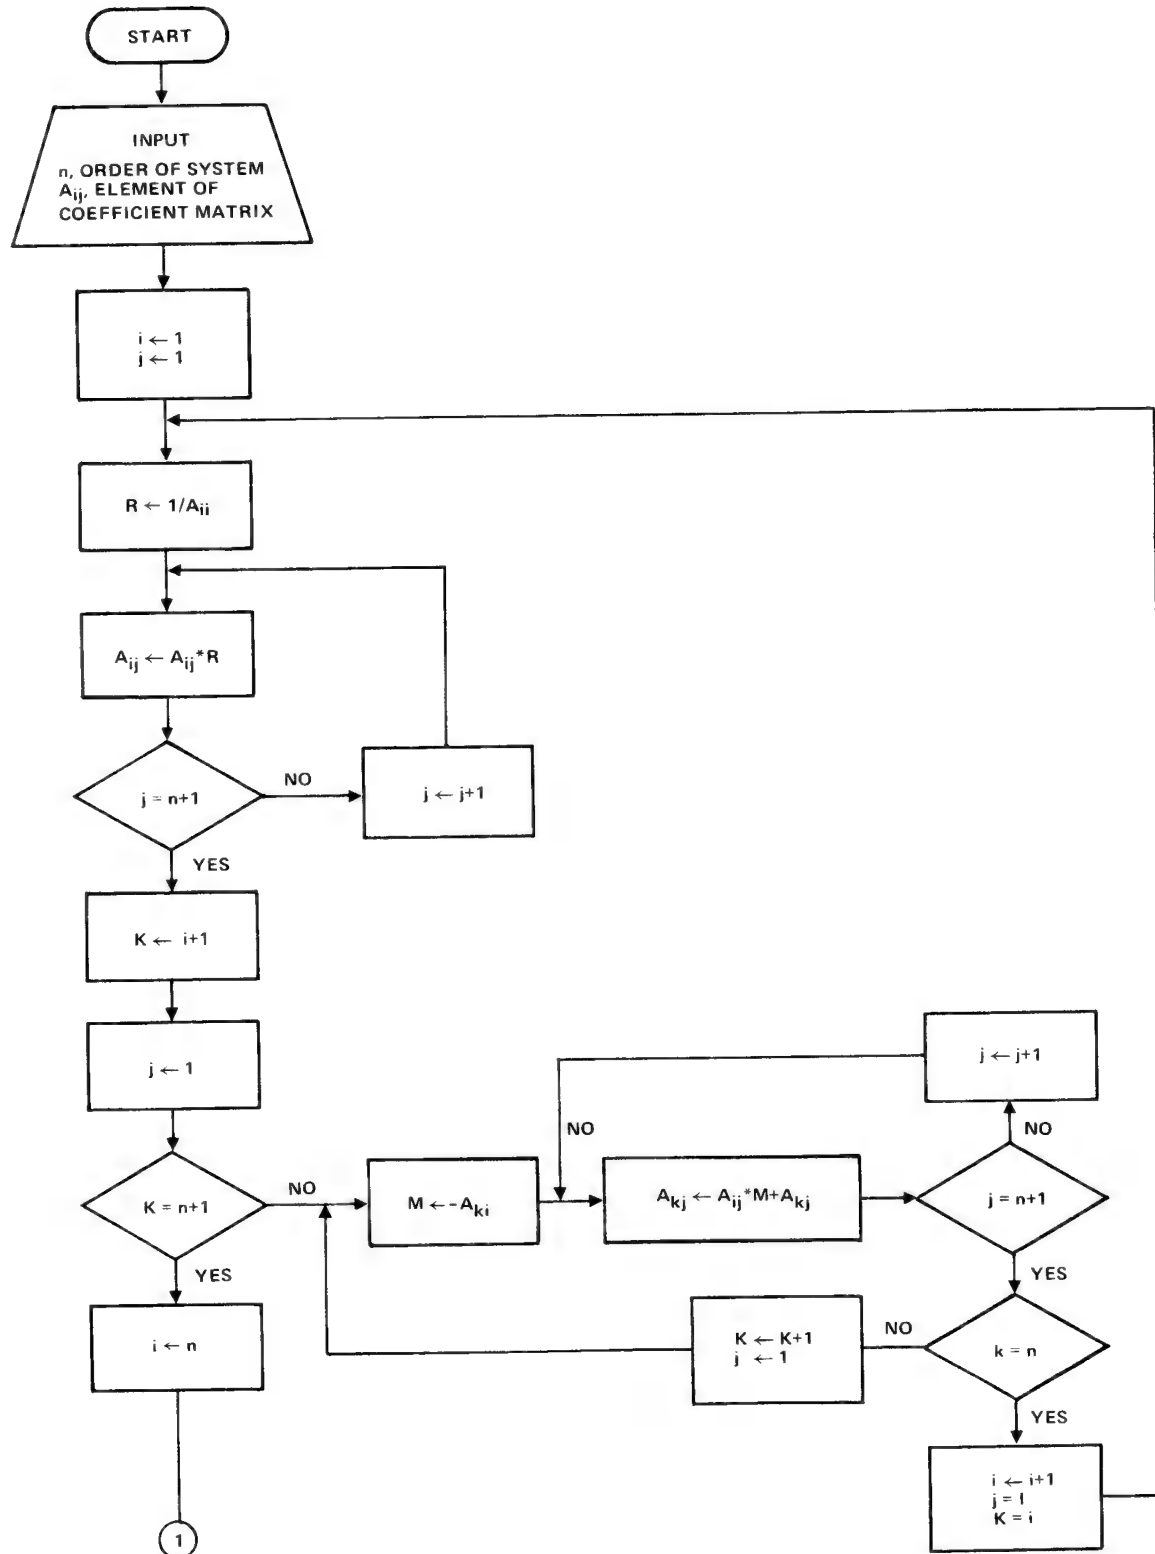 START
INPUT
n, ORDER OF SYSTEM
Aij, ELEMENT OF
COEFFICIENT MATRIX
i ← 1
j ← 1
R ← 1/Aii
Aij ← Aij*R
j = n+1
NO
j ← j+1
YES
K ← i+1
j ← 1
K = n+1
NO
M ← -Aki
NO
Akj ← Aij*M+Akj
j = n+1
NO
j ← j+1
YES
k = n
NO
K ← K+1
j ← 1
YES
i ← i+1
j = 1
K = i
YES
i ← n
1